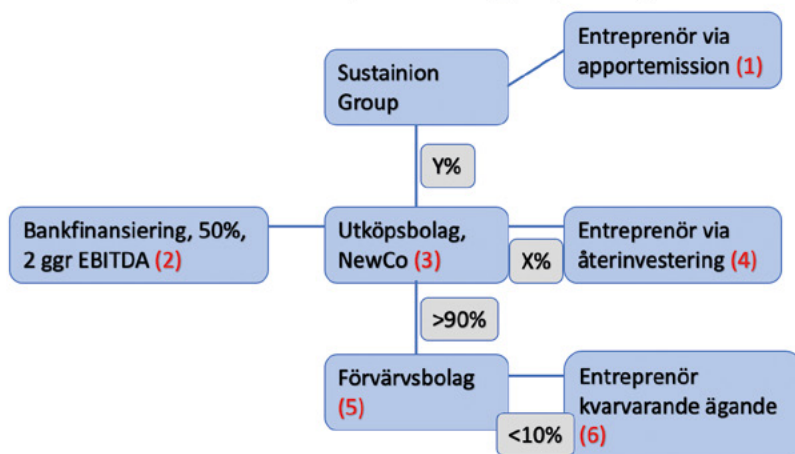 Entreprenör via
apportemission (1)
Sustainion
Group
Y%
Bankfinansiering, 50%,
2 ggr EBITDA (2)
Utköpsbolag,
NewCo (3)
X%
Entreprenör via
återinvestering (4)
>90%
Förvärvsbolag
(5)
<10%
Entreprenör
kvarvarande ägande
(6)